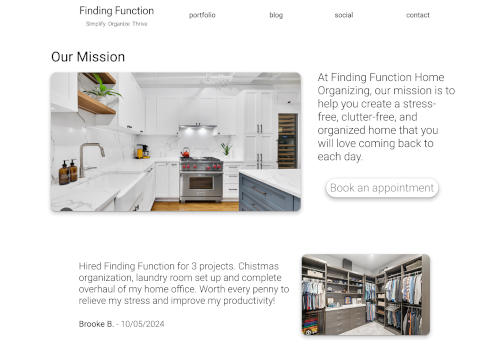 Finding Function
Simplify Organize Thrive
portfolio blog social contact
Our Mission
At Finding Function Home
Organizing, our mission is to
help you create a stress-
free, clutter-free, and
organized home that you
will love coming back to
each day.
Book an appointment
Hired Finding Function for 3 projects. Chistmas
organization, laundry room set up and complete
overhaul of my home office. Worth every penny to
relieve my stress and improve my productivity!
Brooke B. - 10/05/2024